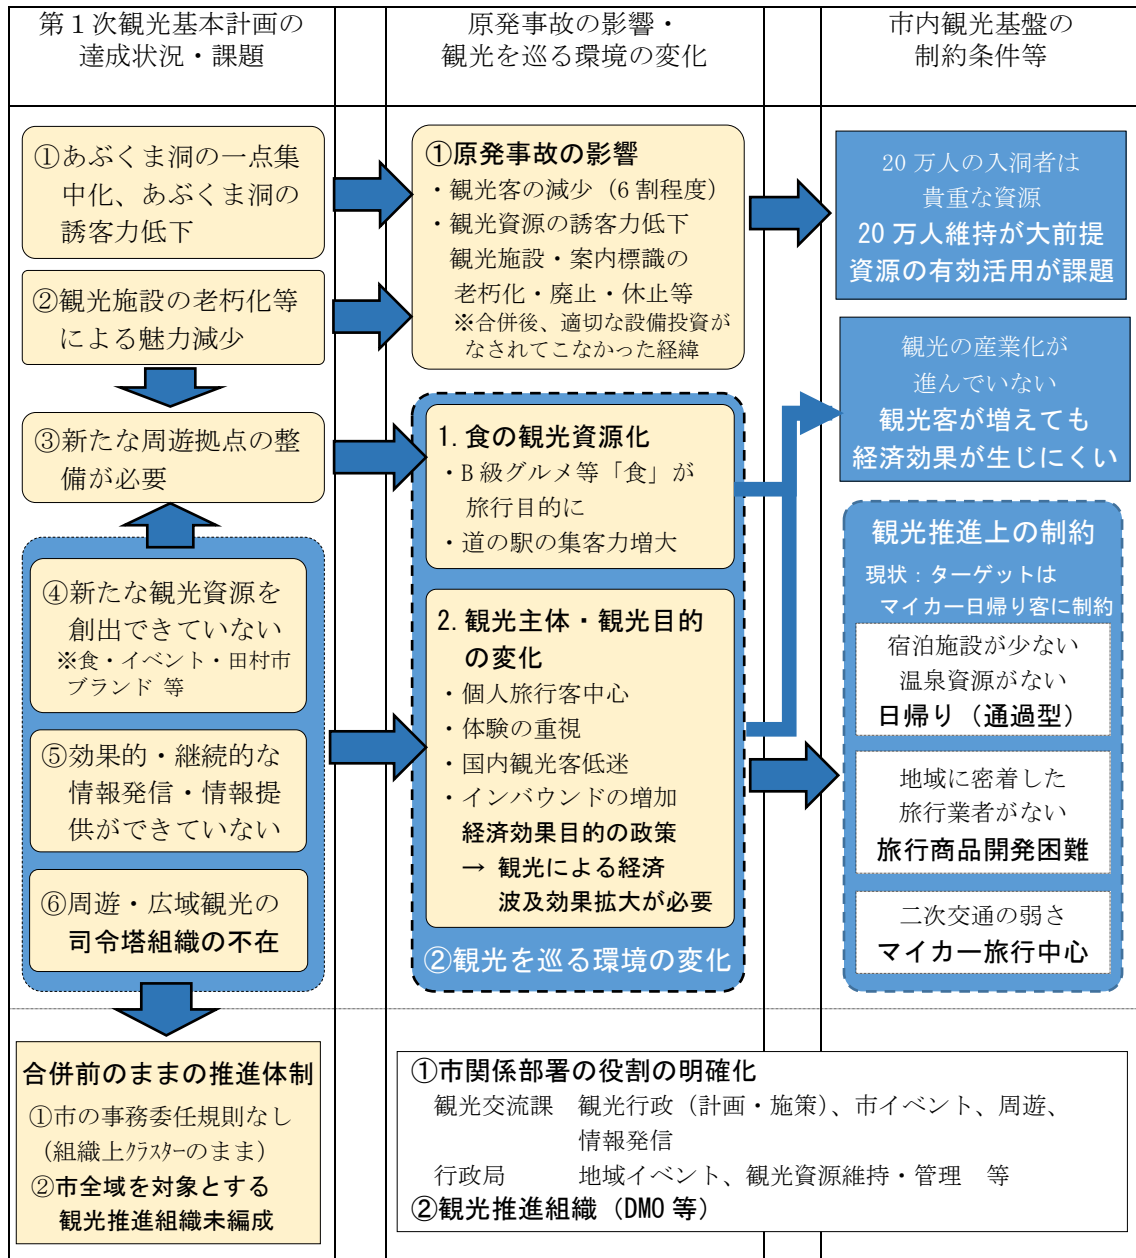 第１次観光基本計画の
達成状況・課題
原発事故の影響・
観光を巡る環境の変化
市内観光基盤の
制約条件等
①あぶくま洞の一点集
中化、あぶくま洞の
誘客力低下
②観光施設の老朽化等
による魅力減少
③新たな周遊拠点の整
備が必要
④新たな観光資源を
創出できていない
※食・イベント・田村市
ブランド 等
⑤効果的・継続的な
情報発信・情報提
供ができていない
⑥周遊・広域観光の
司令塔組織の不在
合併前のままの推進体制
①市の事務委任規則なし
（組織上ｸﾗｽﾀｰのまま）
②市全域を対象とする
観光推進組織未編成
①原発事故の影響
・観光客の減少（6 割程度）
・観光資源の誘客力低下
観光施設・案内標識の
老朽化・廃止・休止等
※合併後、適切な設備投資が
なされてこなかった経緯
1. 食の観光資源化
・B 級グルメ等「食」が
旅行目的に
・道の駅の集客力増大
2. 観光主体・観光目的
の変化
・個人旅行客中心
・体験の重視
・国内観光客低迷
・インバウンドの増加
経済効果目的の政策
→ 観光による経済
波及効果拡大が必要
②観光を巡る環境の変化
20 万人の入洞者は
貴重な資源
20 万人維持が大前提
資源の有効活用が課題
観光の産業化が
進んでいない
観光客が増えても
経済効果が生じにくい
観光推進上の制約
現状：ターゲットは
マイカー日帰り客に制約
宿泊施設が少ない
温泉資源がない
日帰り（通過型）
地域に密着した
旅行業者がない
旅行商品開発困難
二次交通の弱さ
マイカー旅行中心
①市関係部署の役割の明確化
観光交流課　観光行政（計画・施策）、市イベント、周遊、
情報発信
行政局　地域イベント、観光資源維持・管理　等
②観光推進組織（DMO 等）